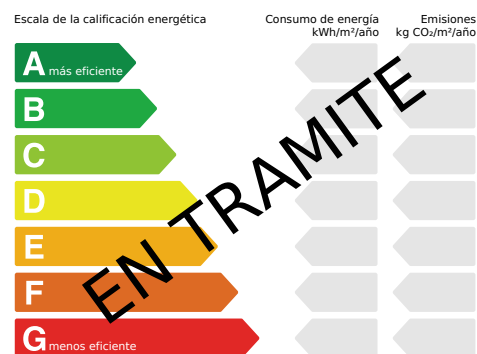 Escala de la calificación energética
Consumo de energía
kWh/m²/año
Emisiones
kg CO₂/m²/año
A más eficiente
B
C
D
E
F
G menos eficiente
EN TRAMITE